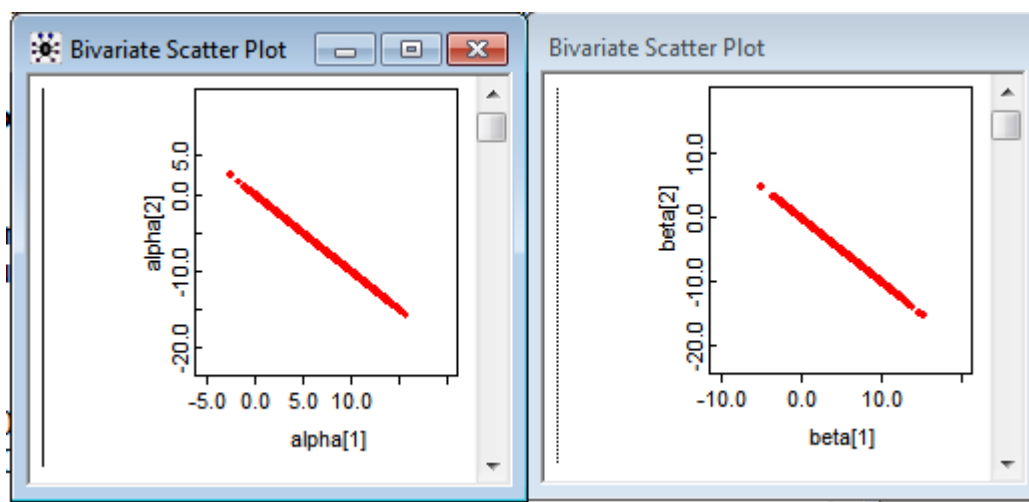 Bivariate Scatter Plot
alpha[2]
5.0
0.0
-10.0
-20.0
-5.0 0.0 5.0 10.0
alpha[1]
Bivariate Scatter Plot
beta[2]
10.0
0.0
-10.0
-20.0
-10.0 0.0 10.0
beta[1]